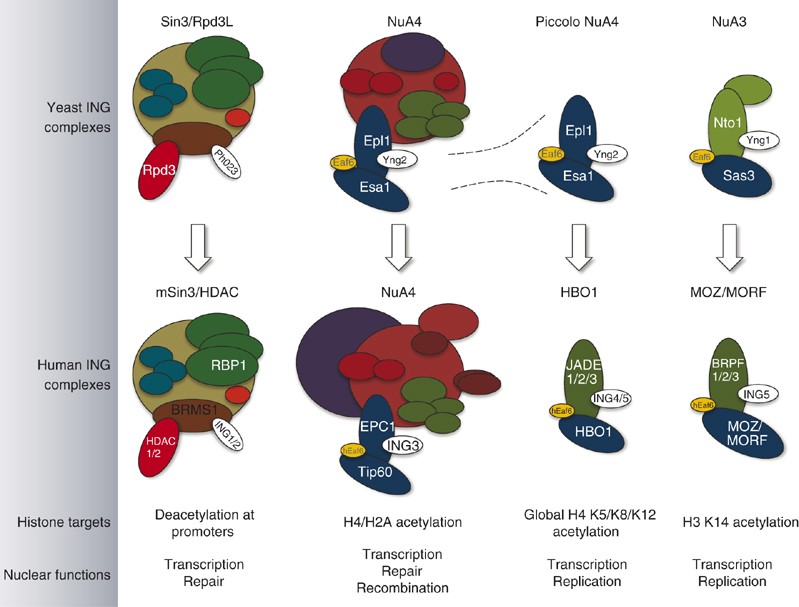 Sin3/Rpd3L
NuA4
Piccolo NuA4
NuA3
Yeast ING
complexes
Rpd3
Pho23
Epl1
Eaf6
Yng2
Esa1
Epl1
Eaf6
Yng2
Esa1
Nto1
Yng1
Eaf6
Sas3
mSin3/HDAC
NuA4
HBO1
MOZ/MORF
Human ING
complexes
RBP1
BRMS1
HDAC
1/2
ING1/2
EPC1
ING3
hEaf6
Tip60
JADE
1/2/3
ING4/5
hEaf6
HBO1
BRPF
1/2/3
ING5
hEaf6
MOZ/
MORF
Histone targets
Deacetylation at
promoters
H4/H2A acetylation
Global H4 K5/K8/K12
acetylation
H3 K14 acetylation
Nuclear functions
Transcription
Repair
Transcription
Repair
Recombination
Transcription
Replication
Transcription
Replication